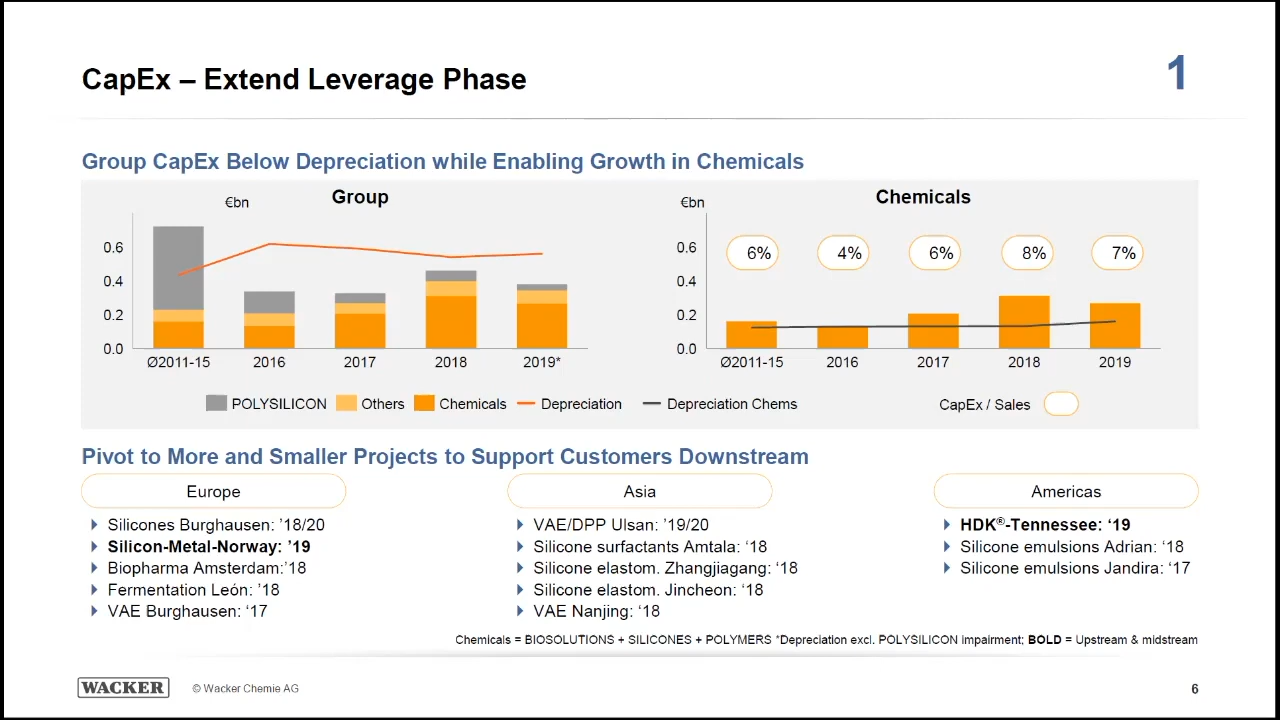 CapEx – Extend Leverage Phase
1
Group CapEx Below Depreciation while Enabling Growth in Chemicals
€bn
Group
0.6
0.4
0.2
0.0
Ø2011-15
2016
2017
2018
2019*
€bn
Chemicals
0.6
0.4
0.2
0.0
6%
4%
6%
8%
7%
Ø2011-15
2016
2017
2018
2019
POLYSILICON
Others
Chemicals
Depreciation
Depreciation Chems
CapEx / Sales
Pivot to More and Smaller Projects to Support Customers Downstream
Europe
Silicones Burghausen: ’18/20
Silicon-Metal-Norway: ’19
Biopharma Amsterdam:’18
Fermentation León: ‘18
VAE Burghausen: ‘17
Asia
VAE/DPP Ulsan: ’19/20
Silicone surfactants Amtala: ‘18
Silicone elastom. Zhangjiagang: ‘18
Silicone elastom. Jincheon: ‘18
VAE Nanjing: ‘18
Americas
HDK®-Tennessee: ‘19
Silicone emulsions Adrian: ‘18
Silicone emulsions Jandira: ‘17
Chemicals = BIOSOLUTIONS + SILICONES + POLYMERS *Depreciation excl. POLYSILICON impairment; BOLD = Upstream & midstream
WACKER
© Wacker Chemie AG
6